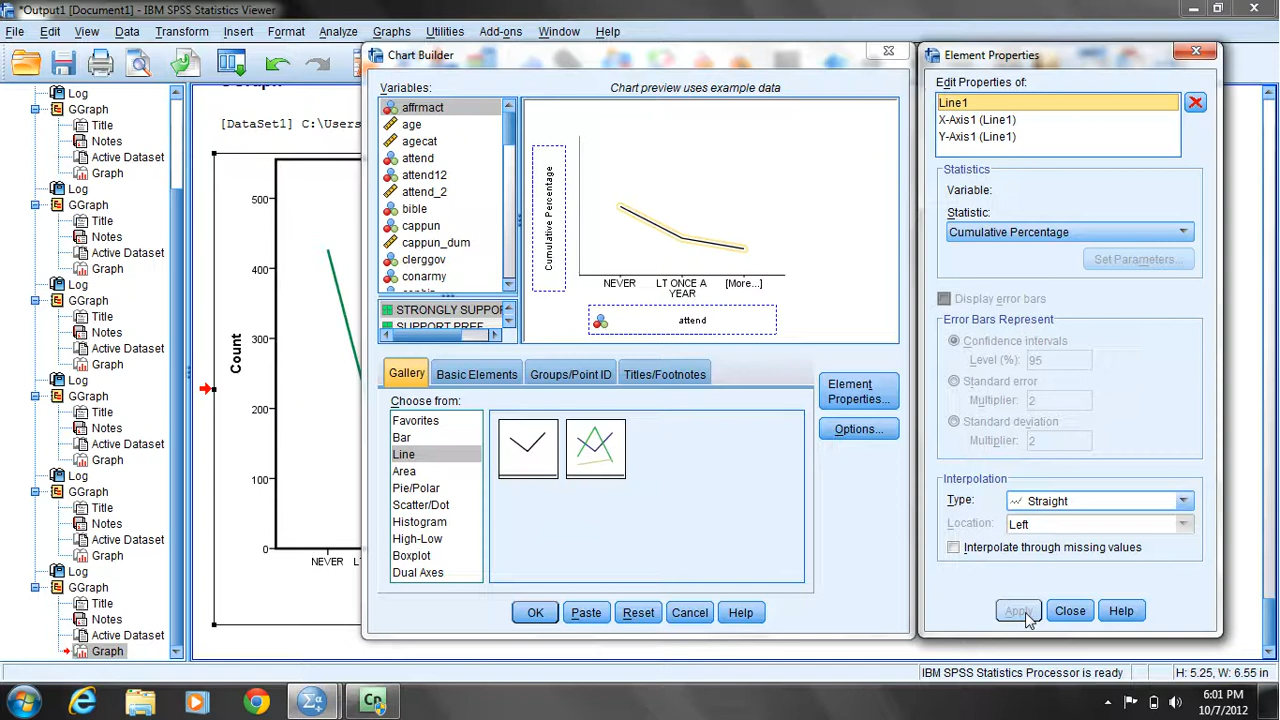 *Output1 [Document1] - IBM SPSS Statistics Viewer
File Edit View Data Transform Insert Format Analyze Graphs Utilities Add-ons Window Help
Log
GGraph
Title
Notes
Active Dataset
Graph
Log
GGraph
Title
Notes
Active Dataset
Graph
Log
GGraph
Title
Notes
Active Dataset
Graph
Log
GGraph
Title
Notes
Active Dataset
Graph
Log
GGraph
Title
Notes
Active Dataset
Graph
Log
GGraph
Title
Notes
Active Dataset
Graph
[DataSet1] C:\Users
500
400
300
200
100
0
Count
NEVER LT
Chart Builder
Variables:
affrmact
age
agecat
attend
attend12
attend_2
bible
cappun
cappun_dum
clerggov
conarmy
STRONGLY SUPPOR
SUPPORT PREF
Chart preview uses example data
Cumulative Percentage
NEVER
LT ONCE A
YEAR
[More...]
attend
Gallery
Basic Elements
Groups/Point ID
Titles/Footnotes
Choose from:
Favorites
Bar
Line
Area
Pie/Polar
Scatter/Dot
Histogram
High-Low
Boxplot
Dual Axes
Element
Properties...
Options...
OK Paste Reset Cancel Help
Element Properties
Edit Properties of:
Line1
X-Axis1 (Line1)
Y-Axis1 (Line1)
Statistics
Variable:
Statistic:
Cumulative Percentage
Set Parameters...
Display error bars
Error Bars Represent
Confidence intervals
Level (%): 95
Standard error
Multiplier: 2
Standard deviation
Multiplier: 2
Interpolation
Type: Straight
Location: Left
Interpolate through missing values
Apply Close Help
IBM SPSS Statistics Processor is ready
H: 5.25, W: 6.55 in
6:01 PM
10/7/2012